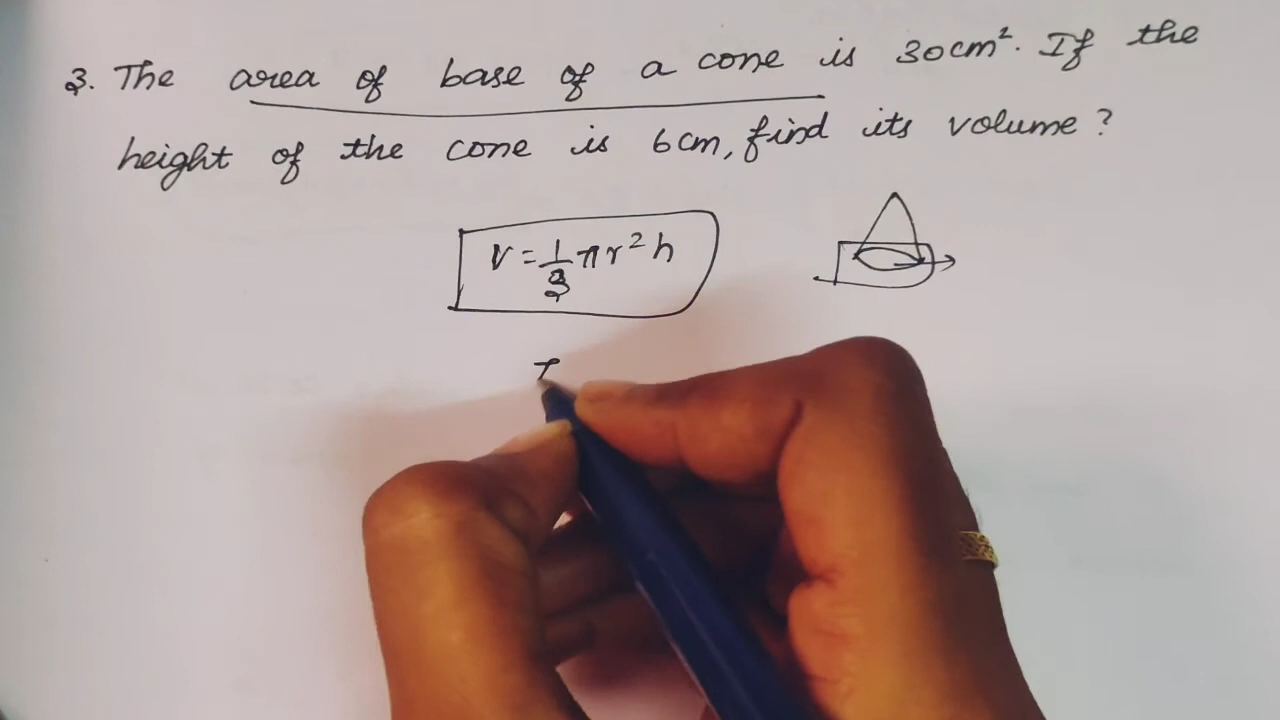 3. The area of base of a cone is 30cm². If the
height of the cone is 6cm, find its volume?
V = 1/3 πr²h